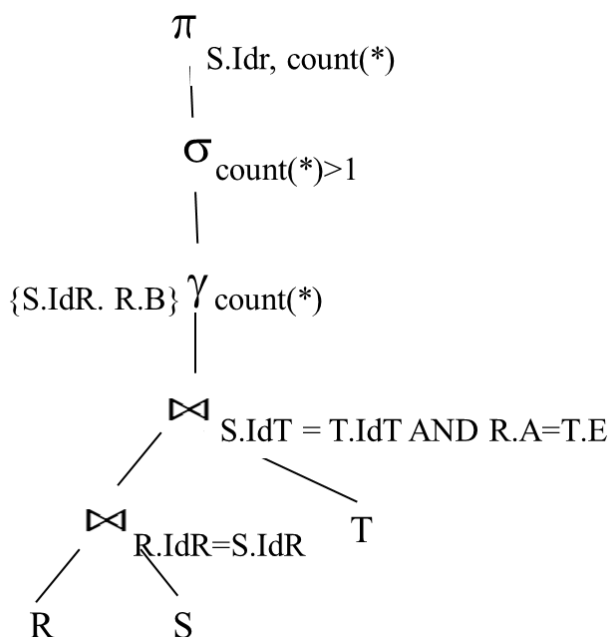 π
S.Idr, count(*)
σ count(*)>1
{S.IdR. R.B} γ count(*)
⋈ S.IdT = T.IdT AND R.A=T.E
⋈ R.IdR=S.IdR
T
R S